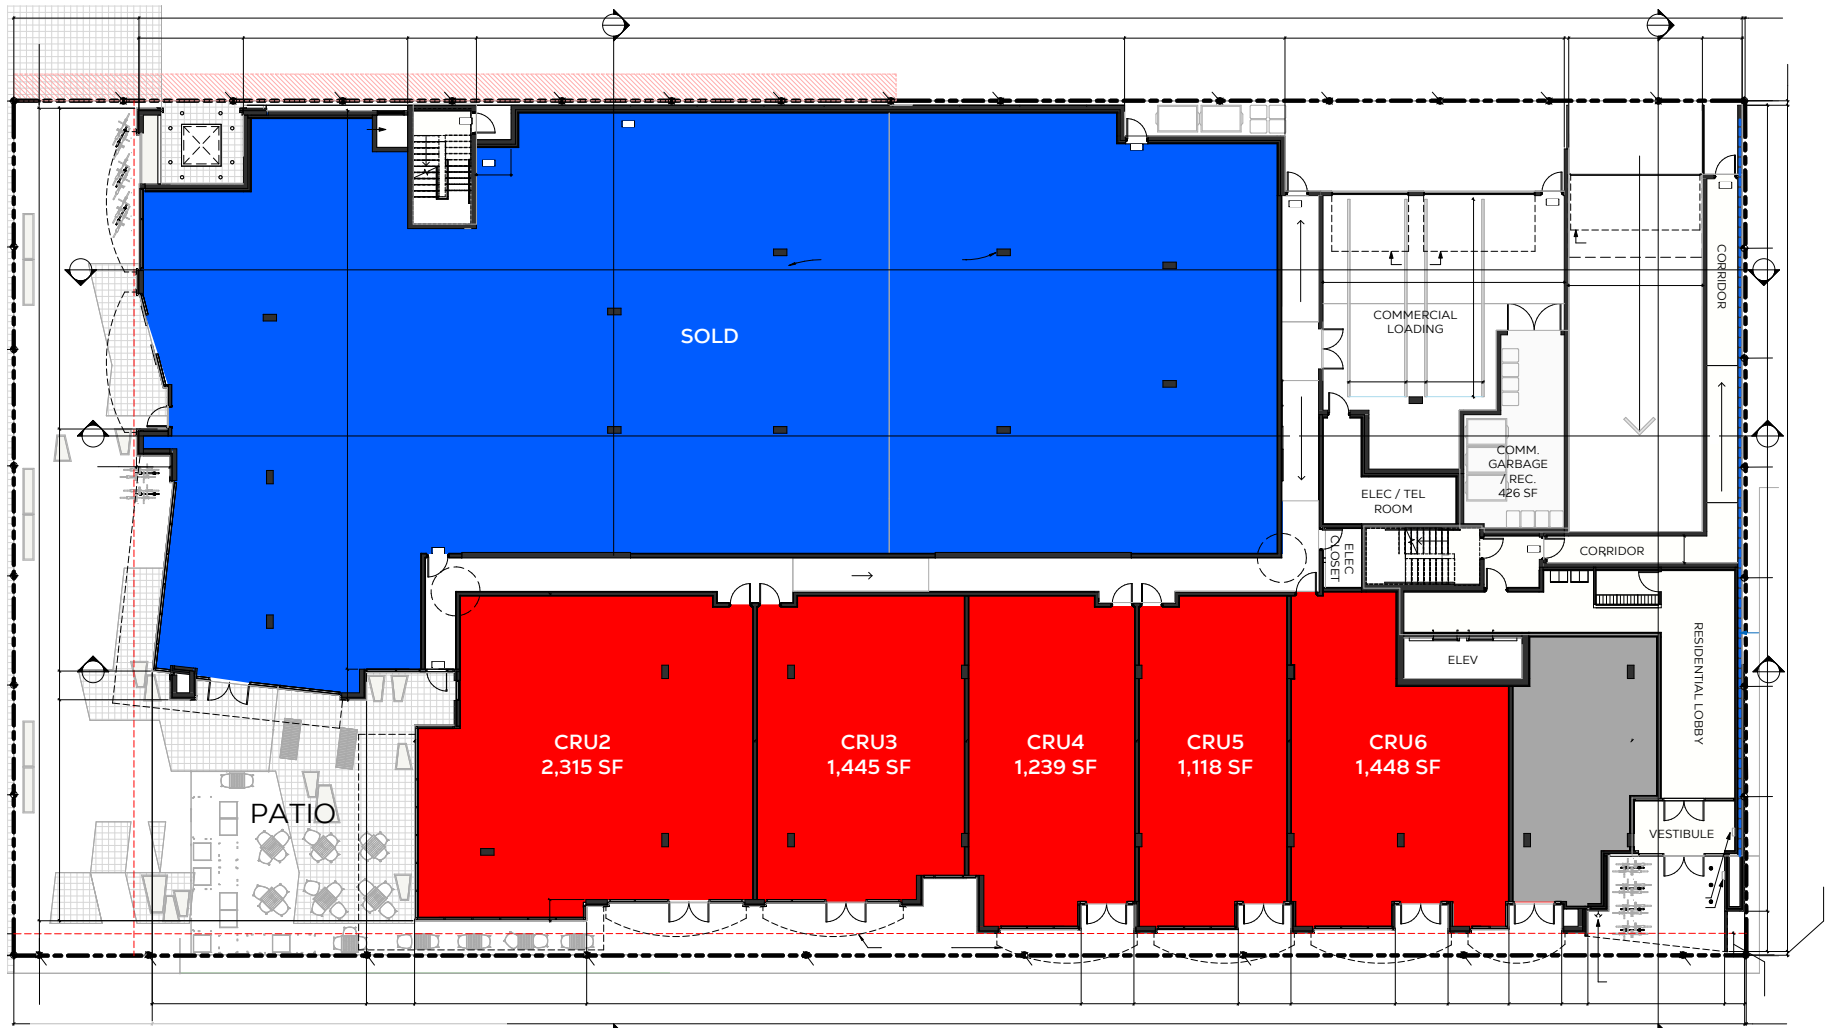 SOLD
COMMERCIAL
LOADING
CORRIDOR
COMM.
GARBAGE
/ REC.
426 SF
ELEC / TEL
ROOM
ELEC
CLOSET
CORRIDOR
ELEV
RESIDENTIAL LOBBY
CRU2
2,315 SF
CRU3
1,445 SF
CRU4
1,239 SF
CRU5
1,118 SF
CRU6
1,448 SF
PATIO
VESTIBULE